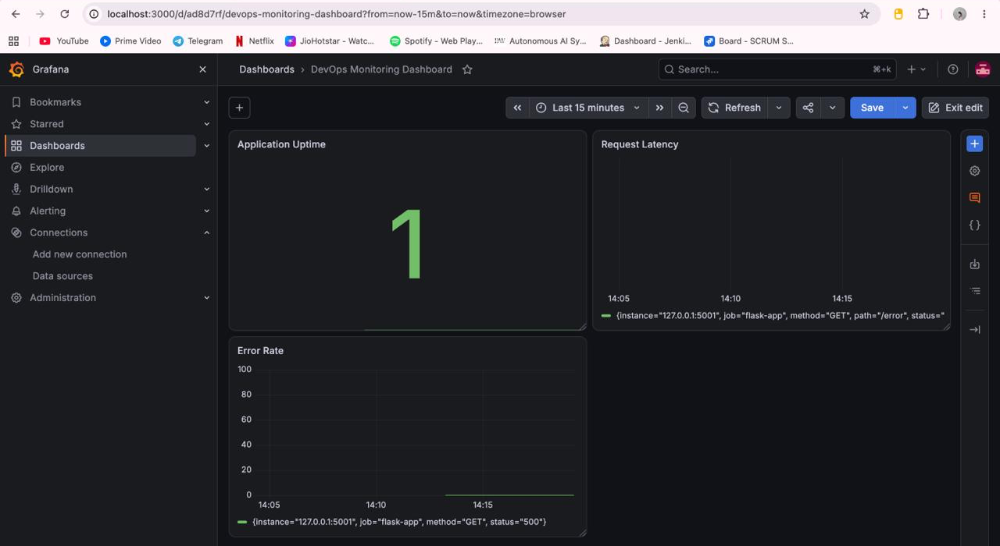 localhost:3000/d/ad8d7rf/devops-monitoring-dashboard?from=now-15m&to=now&timezone=browser
YouTube Prime Video Telegram Netflix JioHotstar - Watc... Spotify - Web Play... Autonomous AI Sy... Dashboard - Jenki... Board - SCRUM S...
Grafana
Dashboards › DevOps Monitoring Dashboard
Search... ⌘+k
Bookmarks
Starred
Dashboards
Explore
Drilldown
Alerting
Connections
Add new connection
Data sources
Administration
Last 15 minutes
Refresh
Save
Exit edit
Application Uptime
1
Request Latency
14:05 14:10 14:15
{instance="127.0.0.1:5001", job="flask-app", method="GET", path="/error", status="
Error Rate
100
80
60
40
20
0
14:05 14:10 14:15
{instance="127.0.0.1:5001", job="flask-app", method="GET", status="500"}